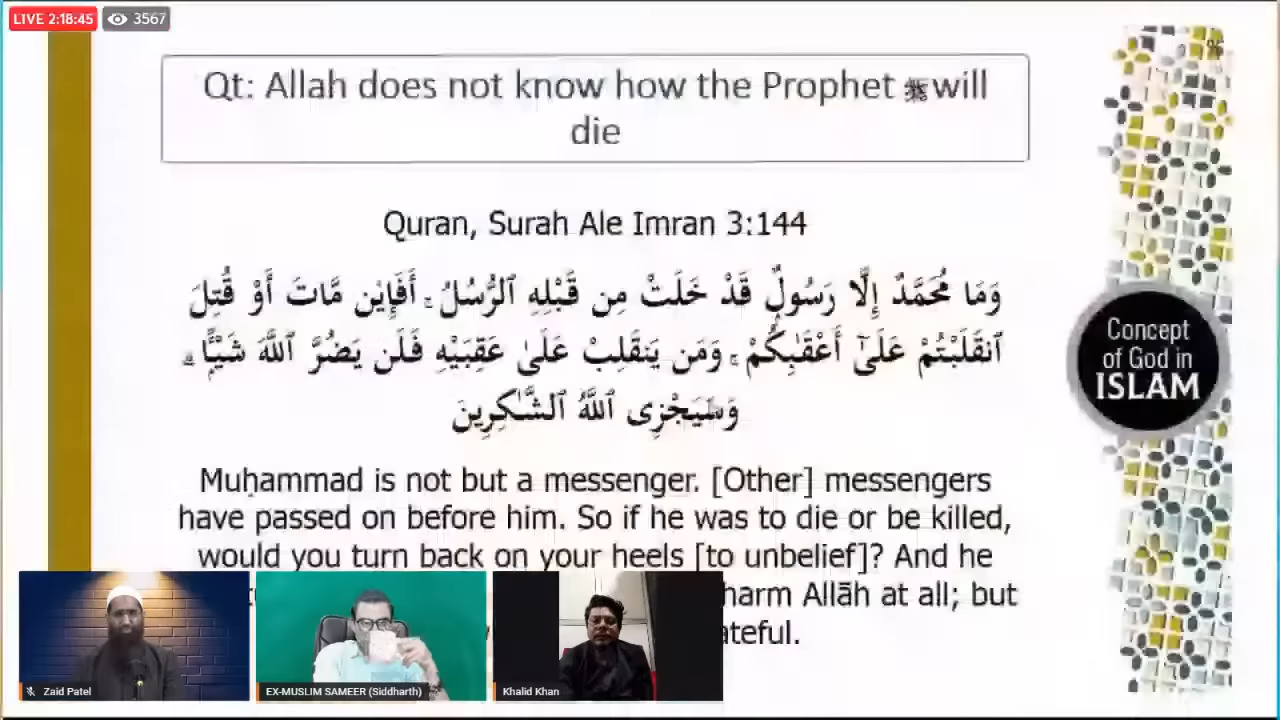 LIVE 2:18:45
3567
Qt: Allah does not know how the Prophet ﷺ will
die
Quran, Surah Ale Imran 3:144
وَمَا مُحَمَّدٌ إِلَّا رَسُولٌ قَدْ خَلَتْ مِن قَبْلِهِ ٱلرُّسُلُ ۚ أَفَإِي۟ن مَّاتَ أَوْ قُتِلَ
ٱنقَلَبْتُمْ عَلَىٰٓ أَعْقَـٰبِكُمْ ۚ وَمَن يَنقَلِبْ عَلَىٰ عَقِبَيْهِ فَلَن يَضُرَّ ٱللَّهَ شَيْـًٔا ۗ
وَسَيَجْزِى ٱللَّهُ ٱلشَّـٰكِرِينَ
Muḥammad is not but a messenger. [Other] messengers
have passed on before him. So if he was to die or be killed,
would you turn back on your heels [to unbelief]? And he
harm Allāh at all; but
Concept
of God in
ISLAM
Zaid Patel
EX-MUSLIM SAMEER (Siddharth)
Khalid Khan